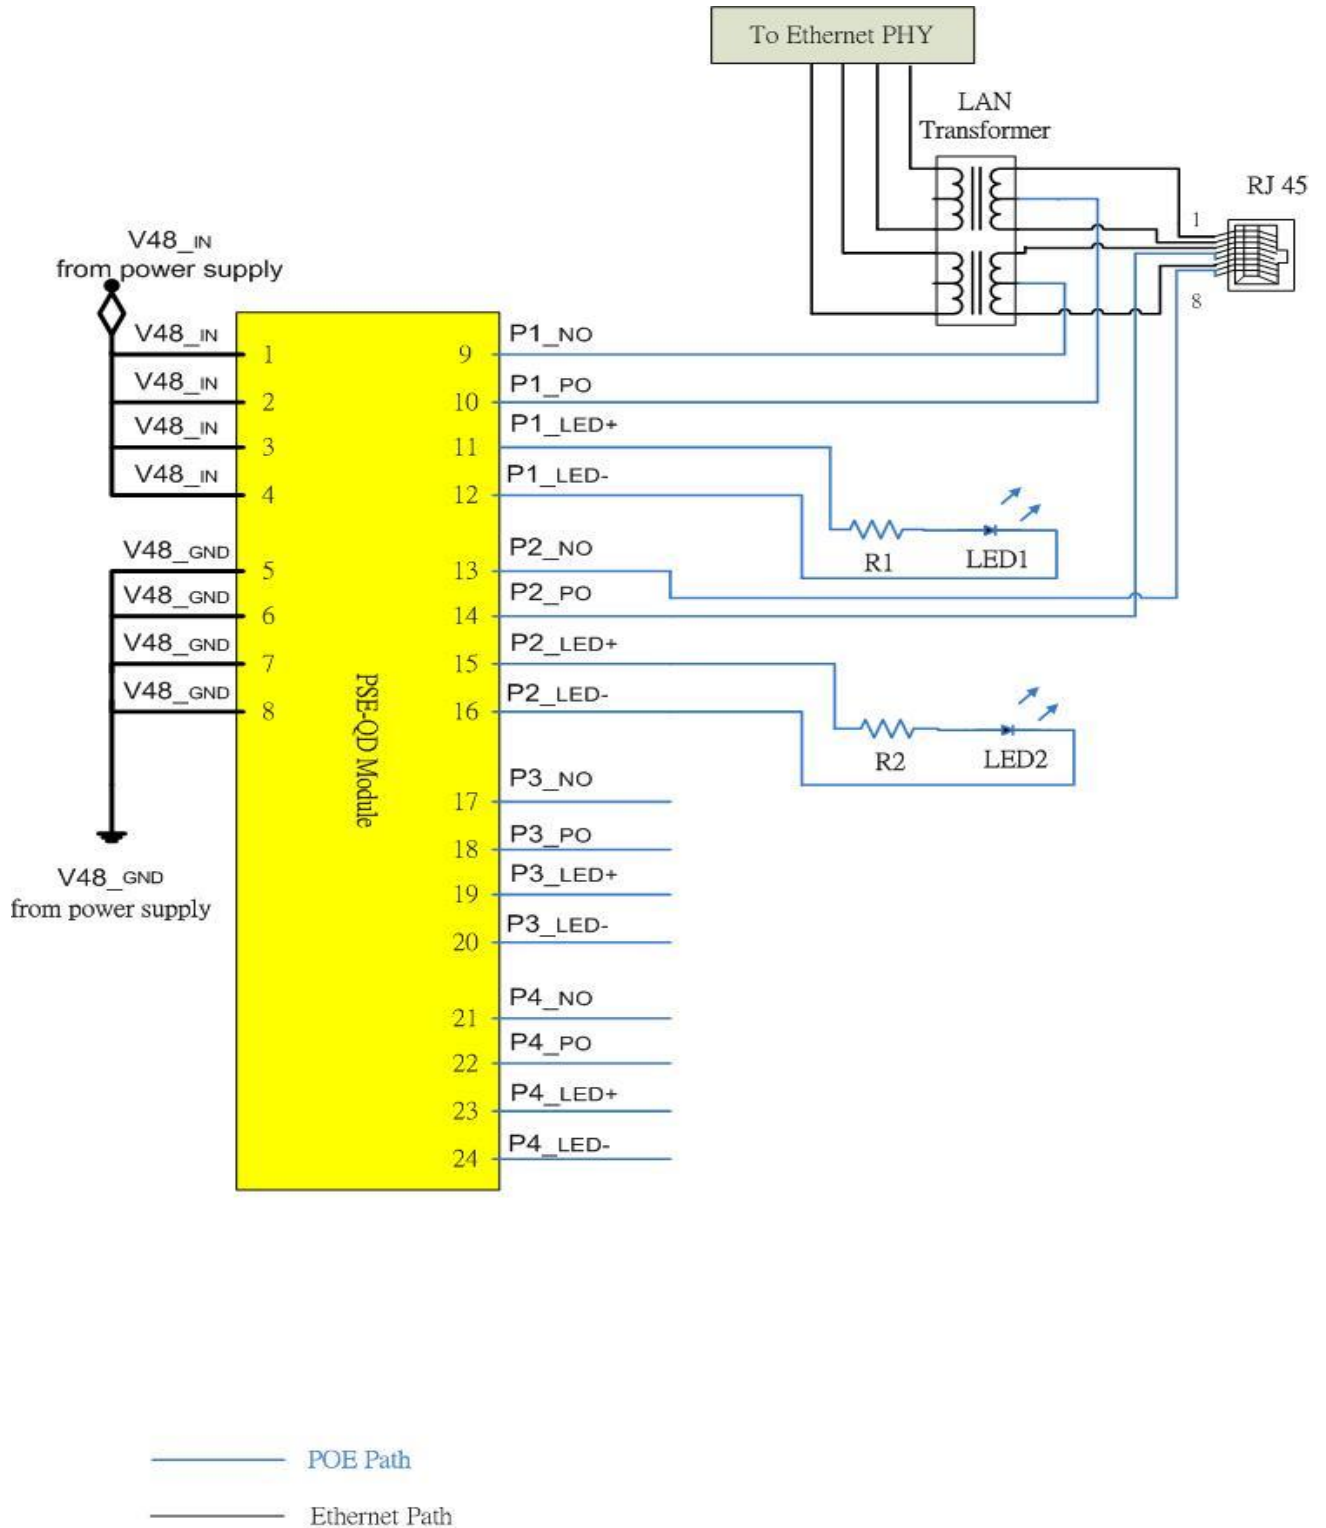 To Ethernet PHY
LAN
Transformer
RJ 45
1
8
V48_IN
from power supply
V48_IN
1
V48_IN
2
V48_IN
3
V48_IN
4
V48_GND
5
V48_GND
6
V48_GND
7
V48_GND
8
V48_GND
from power supply
PSE-QD Module
9
P1_NO
10
P1_PO
11
P1_LED+
12
P1_LED-
R1
LED1
13
P2_NO
14
P2_PO
15
P2_LED+
16
P2_LED-
R2
LED2
17
P3_NO
18
P3_PO
19
P3_LED+
20
P3_LED-
21
P4_NO
22
P4_PO
23
P4_LED+
24
P4_LED-
POE Path
Ethernet Path